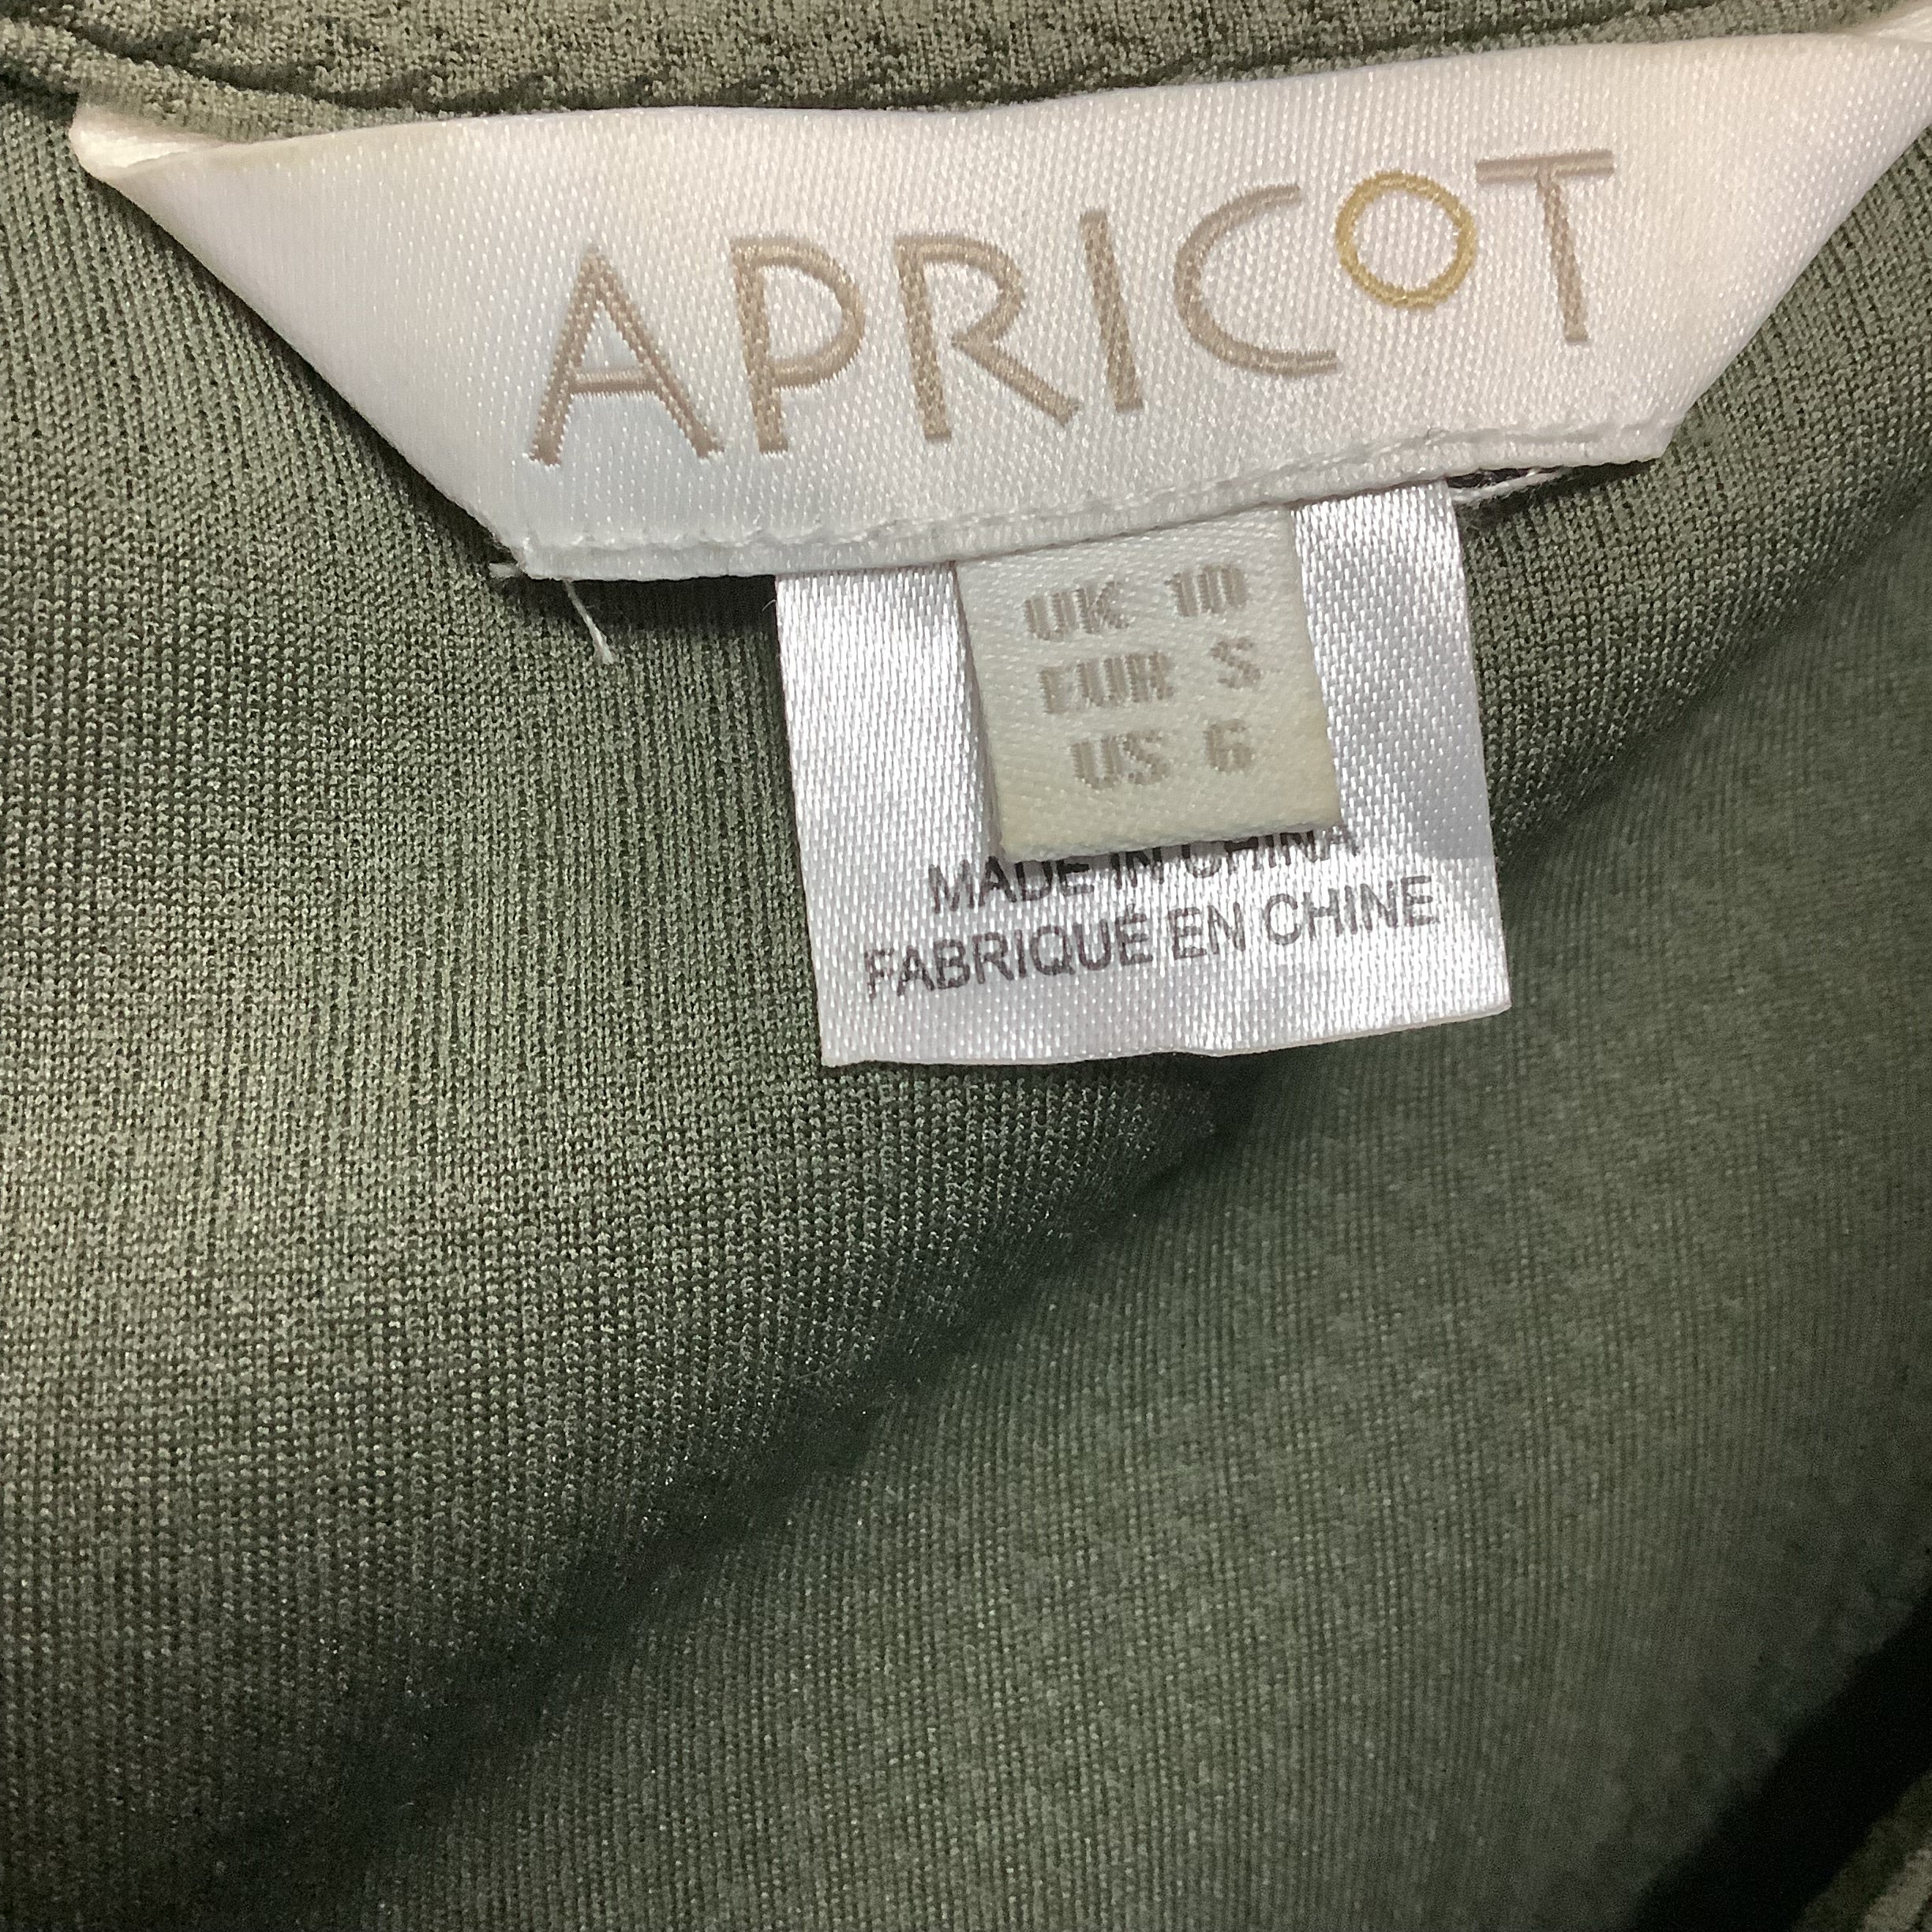 APRICOT
UK 10
EUR S
US 6
MADE IN CHINA
FABRIQUÉ EN CHINE